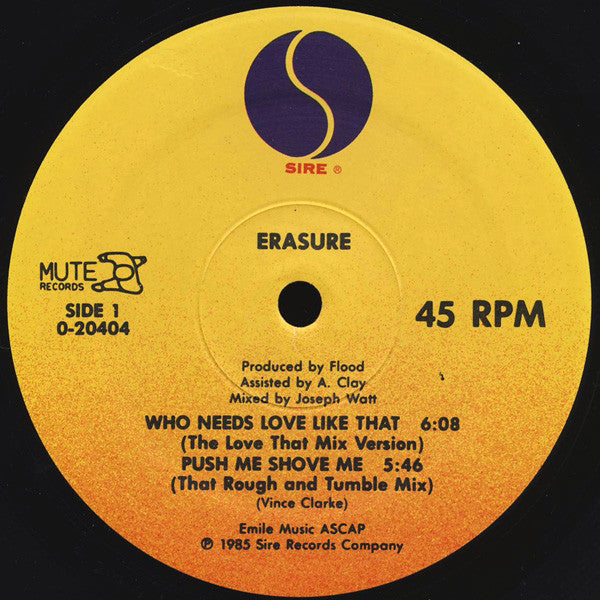 SIRE ®
ERASURE
MUTE
RECORDS
SIDE 1
0-20404
45 RPM
Produced by Flood
Assisted by A. Clay
Mixed by Joseph Watt
WHO NEEDS LOVE LIKE THAT 6:08
(The Love That Mix Version)
PUSH ME SHOVE ME 5:46
(That Rough and Tumble Mix)
(Vince Clarke)
Emile Music ASCAP
℗ 1985 Sire Records Company